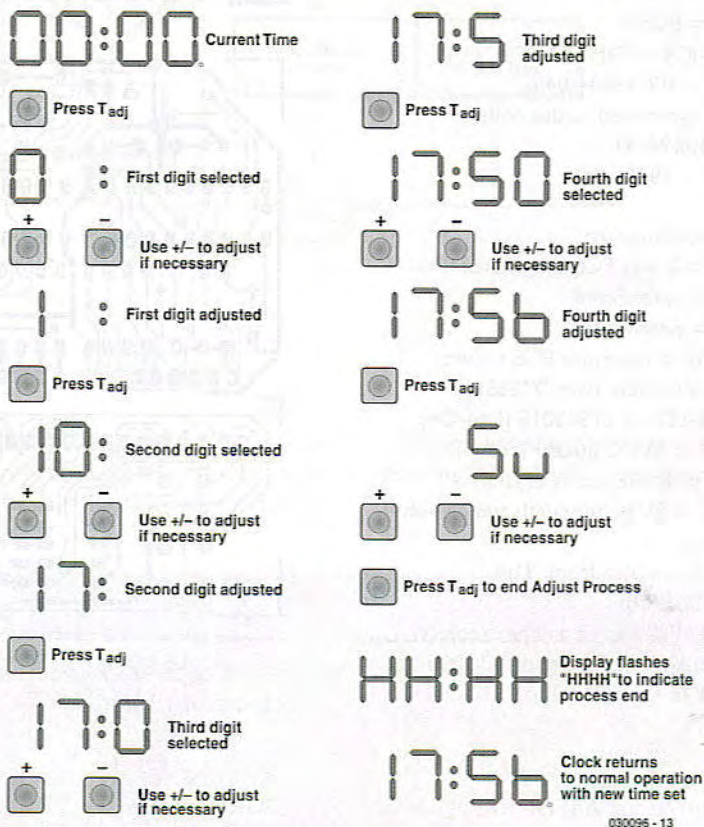 00:00 Current Time
Press Tadj
0 : First digit selected
+ −
Use +/− to adjust
if necessary
1 : First digit adjusted
Press Tadj
10: Second digit selected
+ −
Use +/− to adjust
if necessary
17: Second digit adjusted
Press Tadj
17:0 Third digit
selected
+ −
Use +/− to adjust
if necessary
17:5 Third digit
adjusted
Press Tadj
17:50 Fourth digit
selected
+ −
Use +/− to adjust
if necessary
17:56 Fourth digit
adjusted
Press Tadj
Su
+ −
Use +/− to adjust
if necessary
Press Tadj to end Adjust Process
HH:HH Display flashes
"HHHH"to indicate
process end
17:56 Clock returns
to normal operation
with new time set
030096 - 13